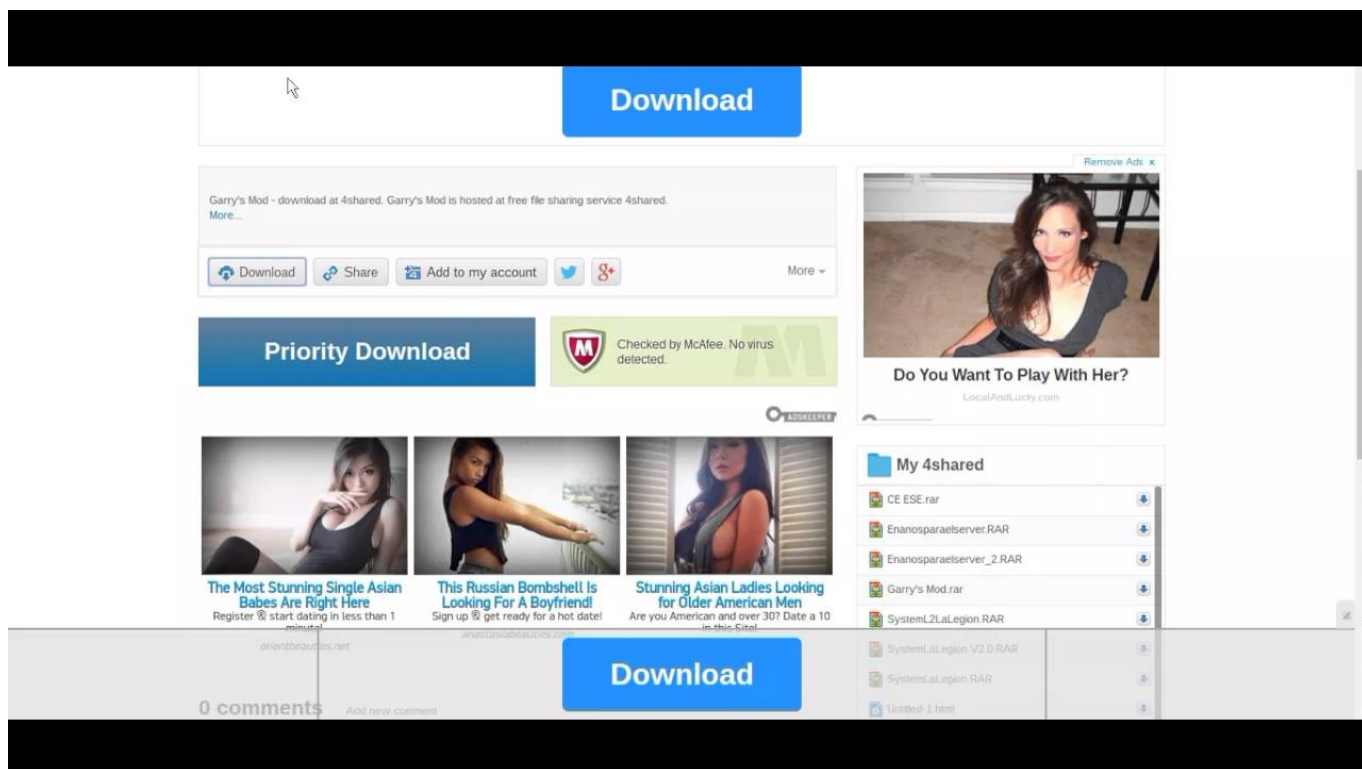 Download
Remove Ads x
Garry's Mod - download at 4shared. Garry's Mod is hosted at free file sharing service 4shared.
More...
Download
Share
Add to my account
More
Priority Download
Checked by McAfee. No virus
detected.
ADSKEEPER
Do You Want To Play With Her?
LocalAndLucky.com
The Most Stunning Single Asian
Babes Are Right Here
Register & start dating in less than 1
minute!
orientbeauties.net
This Russian Bombshell Is
Looking For A Boyfriend!
Sign up & get ready for a hot date!
anastasiabeauties.com
Stunning Asian Ladies Looking
for Older American Men
Are you American and over 30? Date a 10
in this Site!
My 4shared
CE ESE.rar
Enanosparaelserver.RAR
Enanosparaelserver_2.RAR
Garry's Mod.rar
SystemL2LaLegion.RAR
SystemLaLegion V2.0.RAR
SystemLaLegion.RAR
Untitled-1.html
Download
0 comments
Add new comment